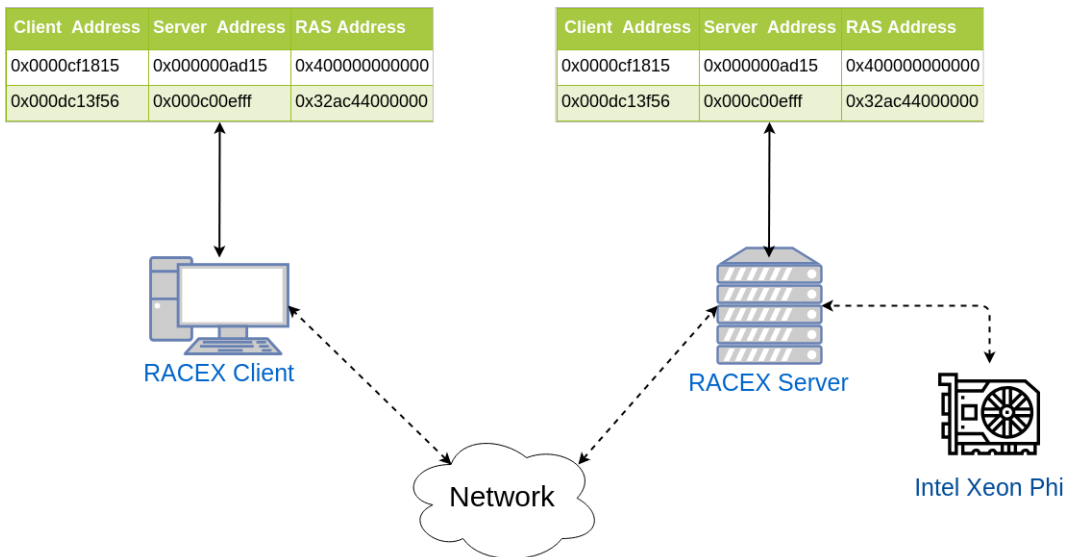 Client Address Server Address RAS Address
0x0000cf1815 0x000000ad15 0x400000000000
0x000dc13f56 0x000c00efff 0x32ac44000000
Client Address Server Address RAS Address
0x0000cf1815 0x000000ad15 0x400000000000
0x000dc13f56 0x000c00efff 0x32ac44000000
RACEX Client
RACEX Server
Network
Intel Xeon Phi